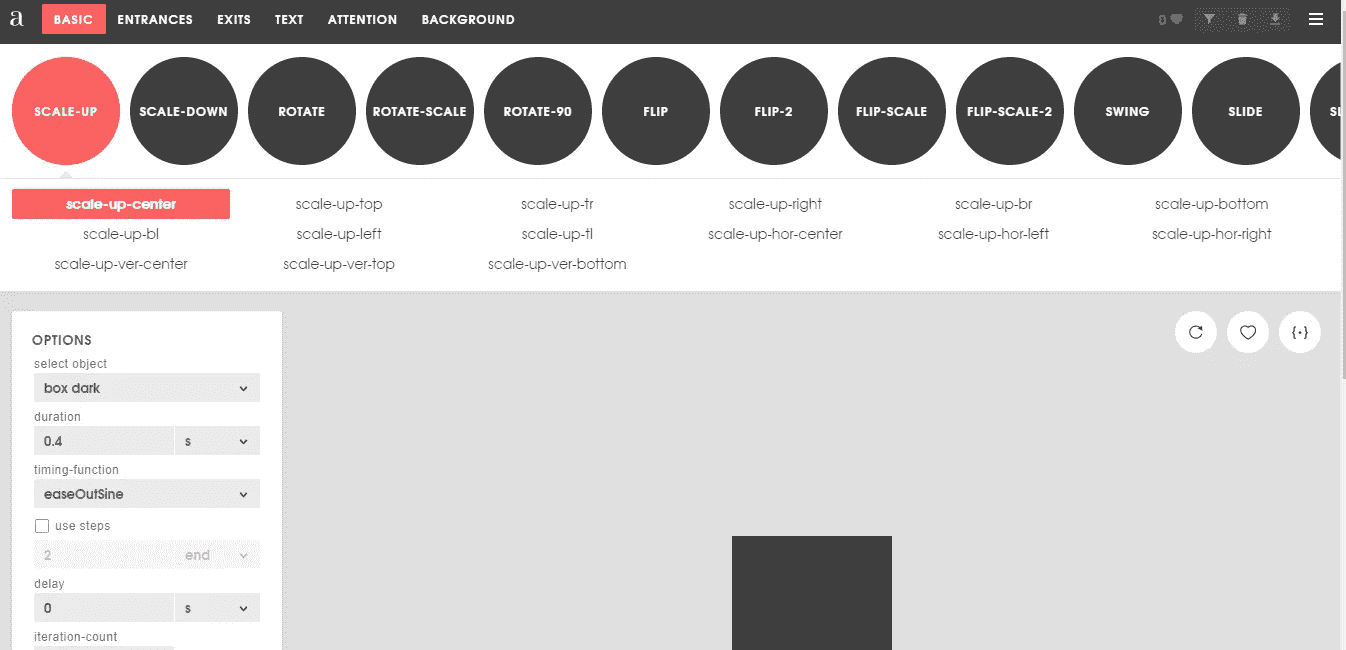 a BASIC ENTRANCES EXITS TEXT ATTENTION BACKGROUND 0
SCALE-UP SCALE-DOWN ROTATE ROTATE-SCALE ROTATE-90 FLIP FLIP-2 FLIP-SCALE FLIP-SCALE-2 SWING SLIDE
scale-up-center scale-up-top scale-up-tr scale-up-right scale-up-br scale-up-bottom
scale-up-bl scale-up-left scale-up-tl scale-up-hor-center scale-up-hor-left scale-up-hor-right
scale-up-ver-center scale-up-ver-top scale-up-ver-bottom
OPTIONS
select object
box dark
duration
0.4 s
timing-function
easeOutSine
use steps
2 end
delay
0 s
iteration-count